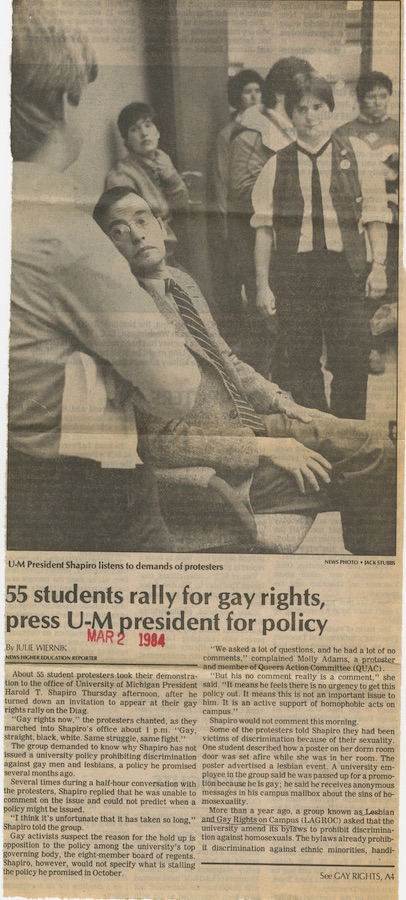 U-M President Shapiro listens to demands of protesters
NEWS PHOTO • JACK STUBBS
55 students rally for gay rights,
press U-M president for policy
MAR 2 1984
By JULIE WIERNIK
NEWS HIGHER EDUCATION REPORTER
About 55 student protesters took their demonstra-
tion to the office of University of Michigan President
Harold T. Shapiro Thursday afternoon, after he
turned down an invitation to appear at their gay
rights rally on the Diag.
"Gay rights now," the protesters chanted, as they
marched into Shapiro's office about 1 p.m. "Gay,
straight, black, white. Same struggle, same fight."
The group demanded to know why Shapiro has not
issued a university policy prohibiting discrimination
against gay men and lesbians, a policy he promised
several months ago.
Several times during a half-hour conversation with
the protesters, Shapiro replied that he was unable to
comment on the issue and could not predict when a
policy might be issued.
"I think it's unfortunate that it has taken so long,"
Shapiro told the group.
Gay activists suspect the reason for the hold up is
opposition to the policy among the university's top
governing body, the eight-member board of regents.
Shapiro, however, would not specify what is stalling
the policy he promised in October.
"We asked a lot of questions, and he had a lot of no
comments," complained Molly Adams, a protester
and member of Queers Action Committee (QUAC).
"But his no comment really is a comment," she
said. "It means he feels there is no urgency to get this
policy out. It means this is not an important issue to
him. It is an active support of homophobic acts on
campus."
Shapiro would not comment this morning.
Some of the protesters told Shapiro they had been
victims of discrimination because of their sexuality.
One student described how a poster on her dorm room
door was set afire while she was in her room. The
poster advertised a lesbian event. A university em-
ployee in the group said he was passed up for a promo-
tion because he is gay; he said he receives anonymous
messages in his campus mailbox about the sins of ho-
mosexuality.
More than a year ago, a group known as Lesbian
and Gay Rights on Campus (LAGROC) asked that the
university amend its bylaws to prohibit discrimina-
tion against homosexuals. The bylaws already prohib-
it discrimination against ethnic minorities, handi-
See GAY RIGHTS, A4